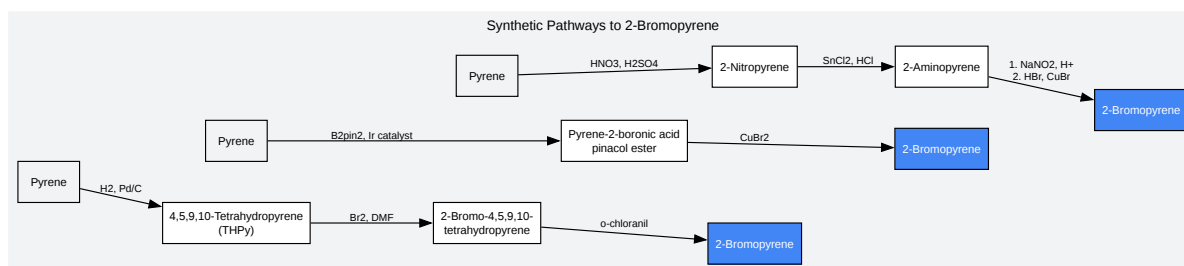 Synthetic Pathways to 2-Bromopyrene
Pyrene
HNO3, H2SO4
2-Nitropyrene
SnCl2, HCl
2-Aminopyrene
1. NaNO2, H+
2. HBr, CuBr
2-Bromopyrene
Pyrene
B2pin2, Ir catalyst
Pyrene-2-boronic acid
pinacol ester
CuBr2
2-Bromopyrene
Pyrene
H2, Pd/C
4,5,9,10-Tetrahydropyrene
(THPy)
Br2, DMF
2-Bromo-4,5,9,10-
tetrahydropyrene
o-chloranil
2-Bromopyrene